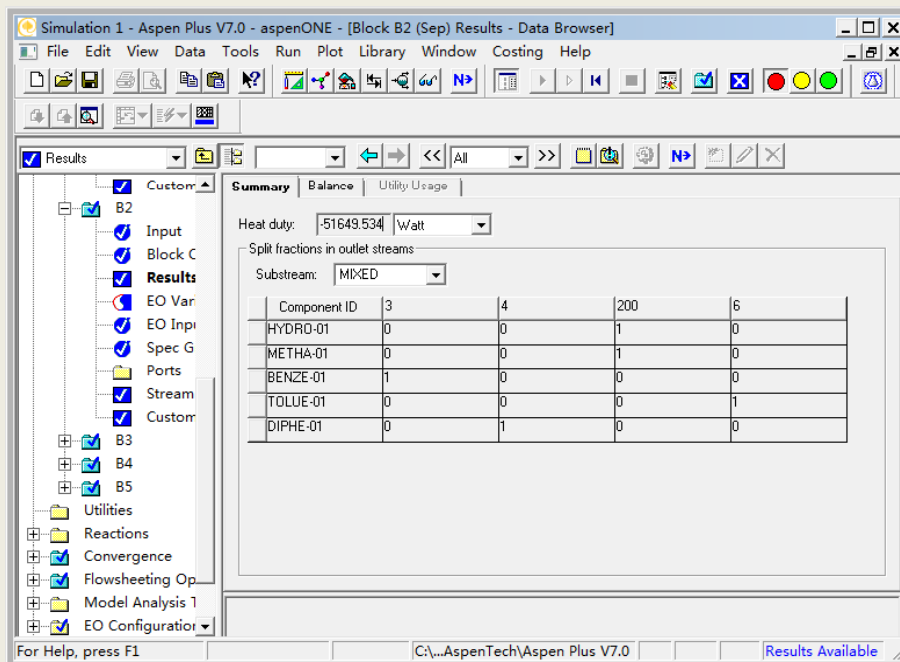 Simulation 1 - Aspen Plus V7.0 - aspenONE - [Block B2 (Sep) Results - Data Browser]
File Edit View Data Tools Run Plot Library Window Costing Help
N>
Results
<< All >> N>
Custom
B2
Input
Block C
Results
EO Var
EO Inpu
Spec G
Ports
Stream
Custom
B3
B4
B5
Utilities
Reactions
Convergence
Flowsheeting Op
Model Analysis T
EO Configuration
Summary Balance Utility Usage
Heat duty: -51649.534 Watt
Split fractions in outlet streams
Substream: MIXED
Component ID 3 4 200 6
HYDRO-01 0 0 1 0
METHA-01 0 0 1 0
BENZE-01 1 0 0 0
TOLUE-01 0 0 0 1
DIPHE-01 0 1 0 0
For Help, press F1 C:\...AspenTech\Aspen Plus V7.0 Results Available